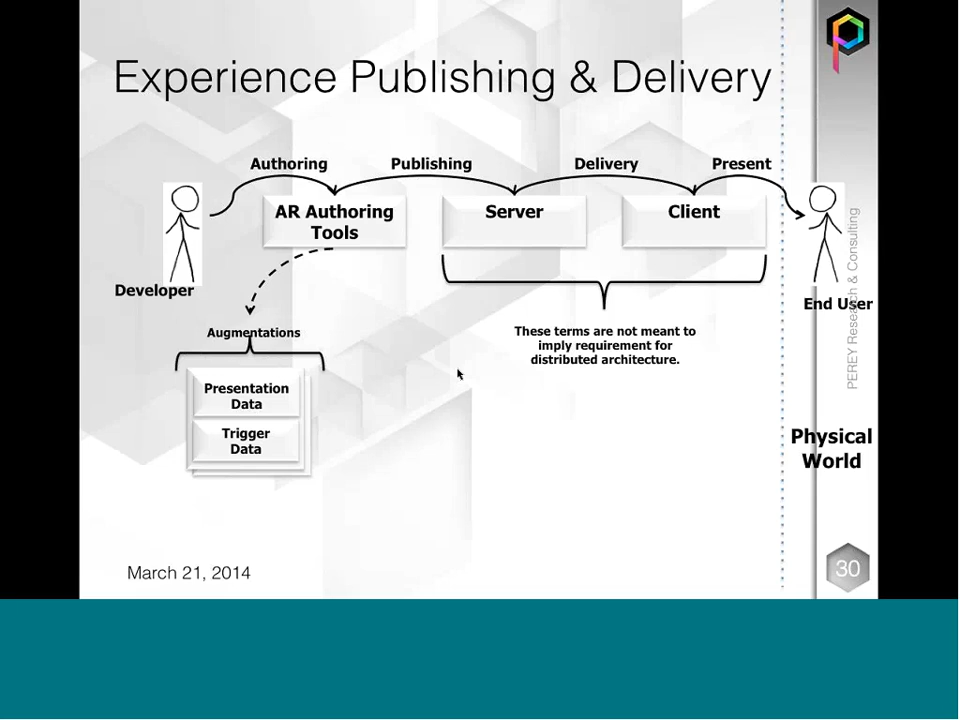 Experience Publishing & Delivery
Authoring
Publishing
Delivery
Present
AR Authoring
Tools
Server
Client
Developer
End User
PEREY Research & Consulting
Augmentations
These terms are not meant to
imply requirement for
distributed architecture.
Presentation
Data
Trigger
Data
Physical
World
March 21, 2014
30